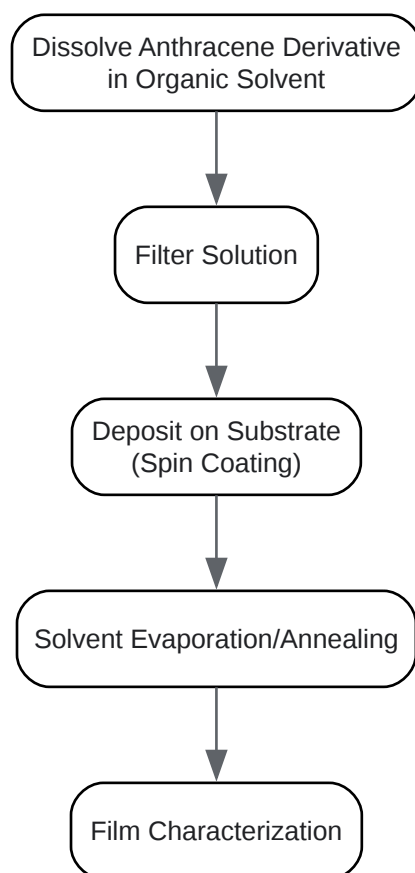 Dissolve Anthracene Derivative
in Organic Solvent
Filter Solution
Deposit on Substrate
(Spin Coating)
Solvent Evaporation/Annealing
Film Characterization